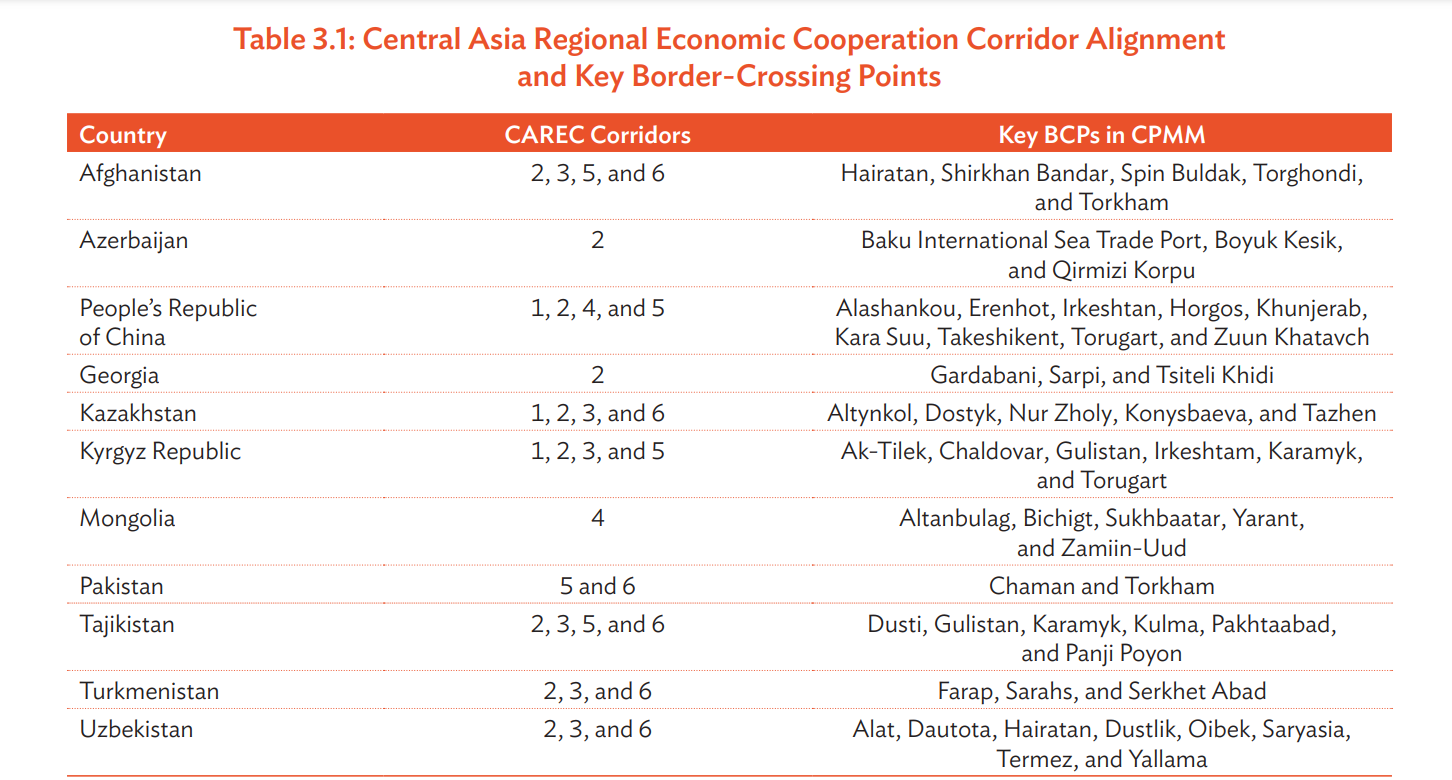 Table 3.1: Central Asia Regional Economic Cooperation Corridor Alignment
and Key Border-Crossing Points
Country CAREC Corridors Key BCPs in CPMM
Afghanistan 2, 3, 5, and 6 Hairatan, Shirkhan Bandar, Spin Buldak, Torghondi,
and Torkham
Azerbaijan 2 Baku International Sea Trade Port, Boyuk Kesik,
and Qirmizi Korpu
People’s Republic 1, 2, 4, and 5 Alashankou, Erenhot, Irkeshtan, Horgos, Khunjerab,
of China Kara Suu, Takeshikent, Torugart, and Zuun Khatavch
Georgia 2 Gardabani, Sarpi, and Tsiteli Khidi
Kazakhstan 1, 2, 3, and 6 Altynkol, Dostyk, Nur Zholy, Konysbaeva, and Tazhen
Kyrgyz Republic 1, 2, 3, and 5 Ak-Tilek, Chaldovar, Gulistan, Irkeshtam, Karamyk,
and Torugart
Mongolia 4 Altanbulag, Bichigt, Sukhbaatar, Yarant,
and Zamiin-Uud
Pakistan 5 and 6 Chaman and Torkham
Tajikistan 2, 3, 5, and 6 Dusti, Gulistan, Karamyk, Kulma, Pakhtaabad,
and Panji Poyon
Turkmenistan 2, 3, and 6 Farap, Sarahs, and Serkhet Abad
Uzbekistan 2, 3, and 6 Alat, Dautota, Hairatan, Dustlik, Oibek, Saryasia,
Termez, and Yallama